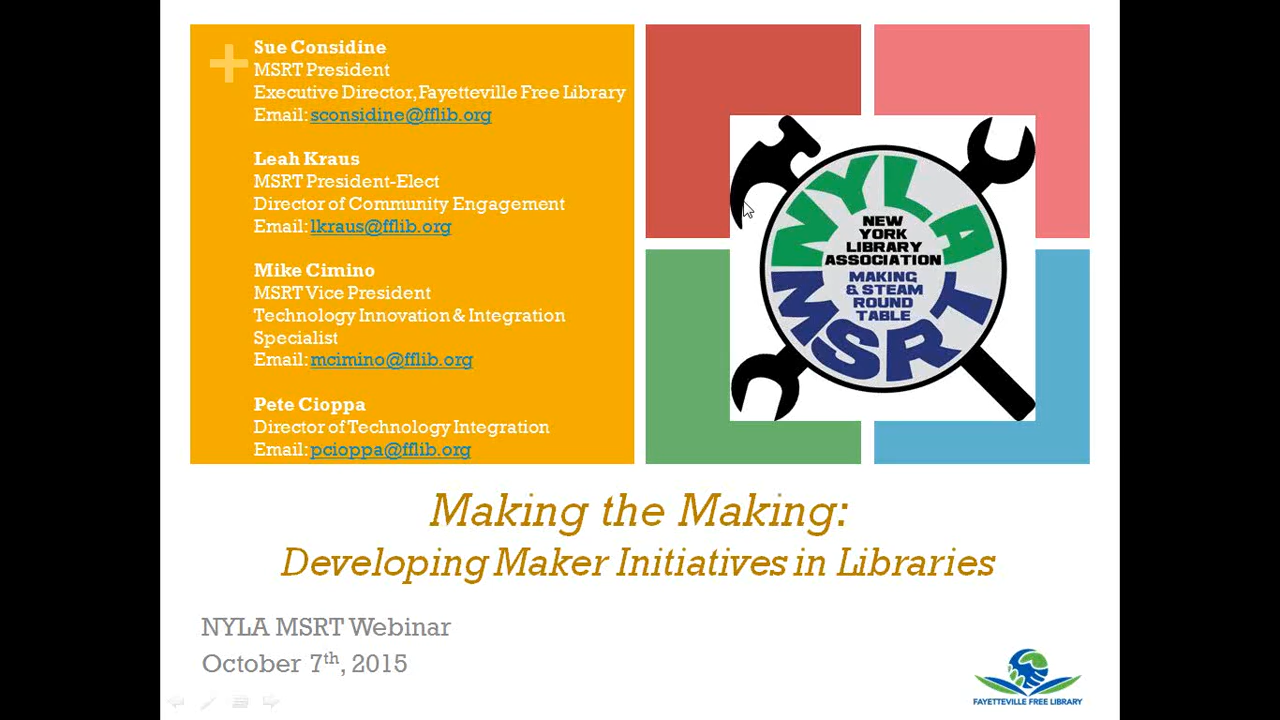 Sue Considine
MSRT President
Executive Director, Fayetteville Free Library
Email: sconsidine@fflib.org
Leah Kraus
MSRT President-Elect
Director of Community Engagement
Email: lkraus@fflib.org
Mike Cimino
MSRT Vice President
Technology Innovation & Integration
Specialist
Email: mcimino@fflib.org
Pete Cioppa
Director of Technology Integration
Email: pcioppa@fflib.org
NYLA
NEW
YORK
LIBRARY
ASSOCIATION
MAKING
& STEAM
ROUND
TABLE
MSRT
Making the Making:
Developing Maker Initiatives in Libraries
NYLA MSRT Webinar
October 7th, 2015
FAYETTEVILLE FREE LIBRARY